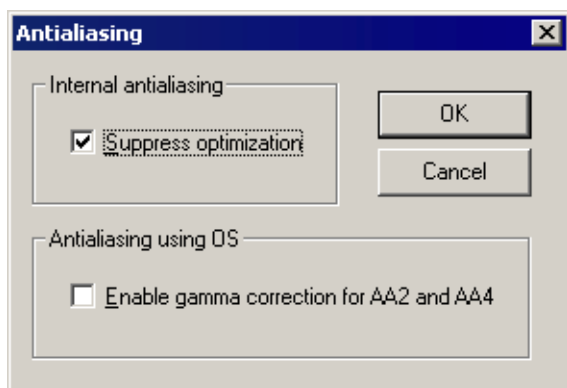 Antialiasing
Internal antialiasing
Suppress optimization
OK
Cancel
Antialiasing using OS
Enable gamma correction for AA2 and AA4